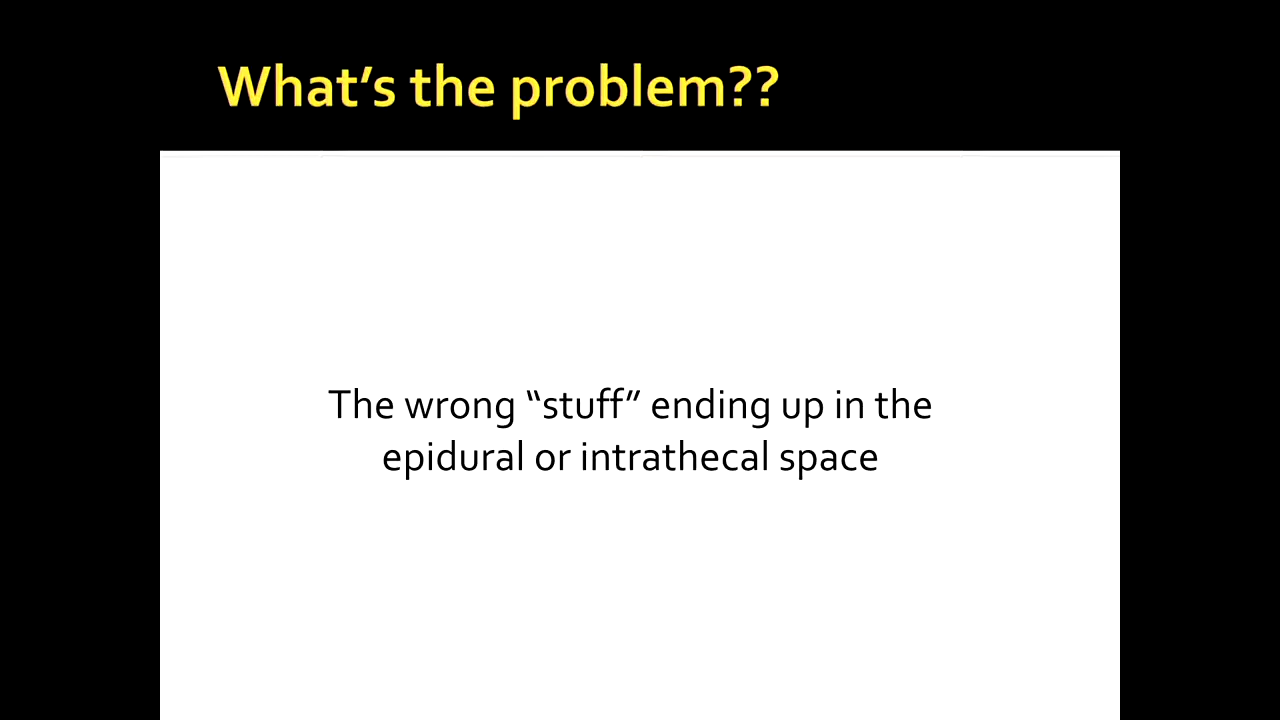 What’s the problem??
The wrong “stuff” ending up in the
epidural or intrathecal space